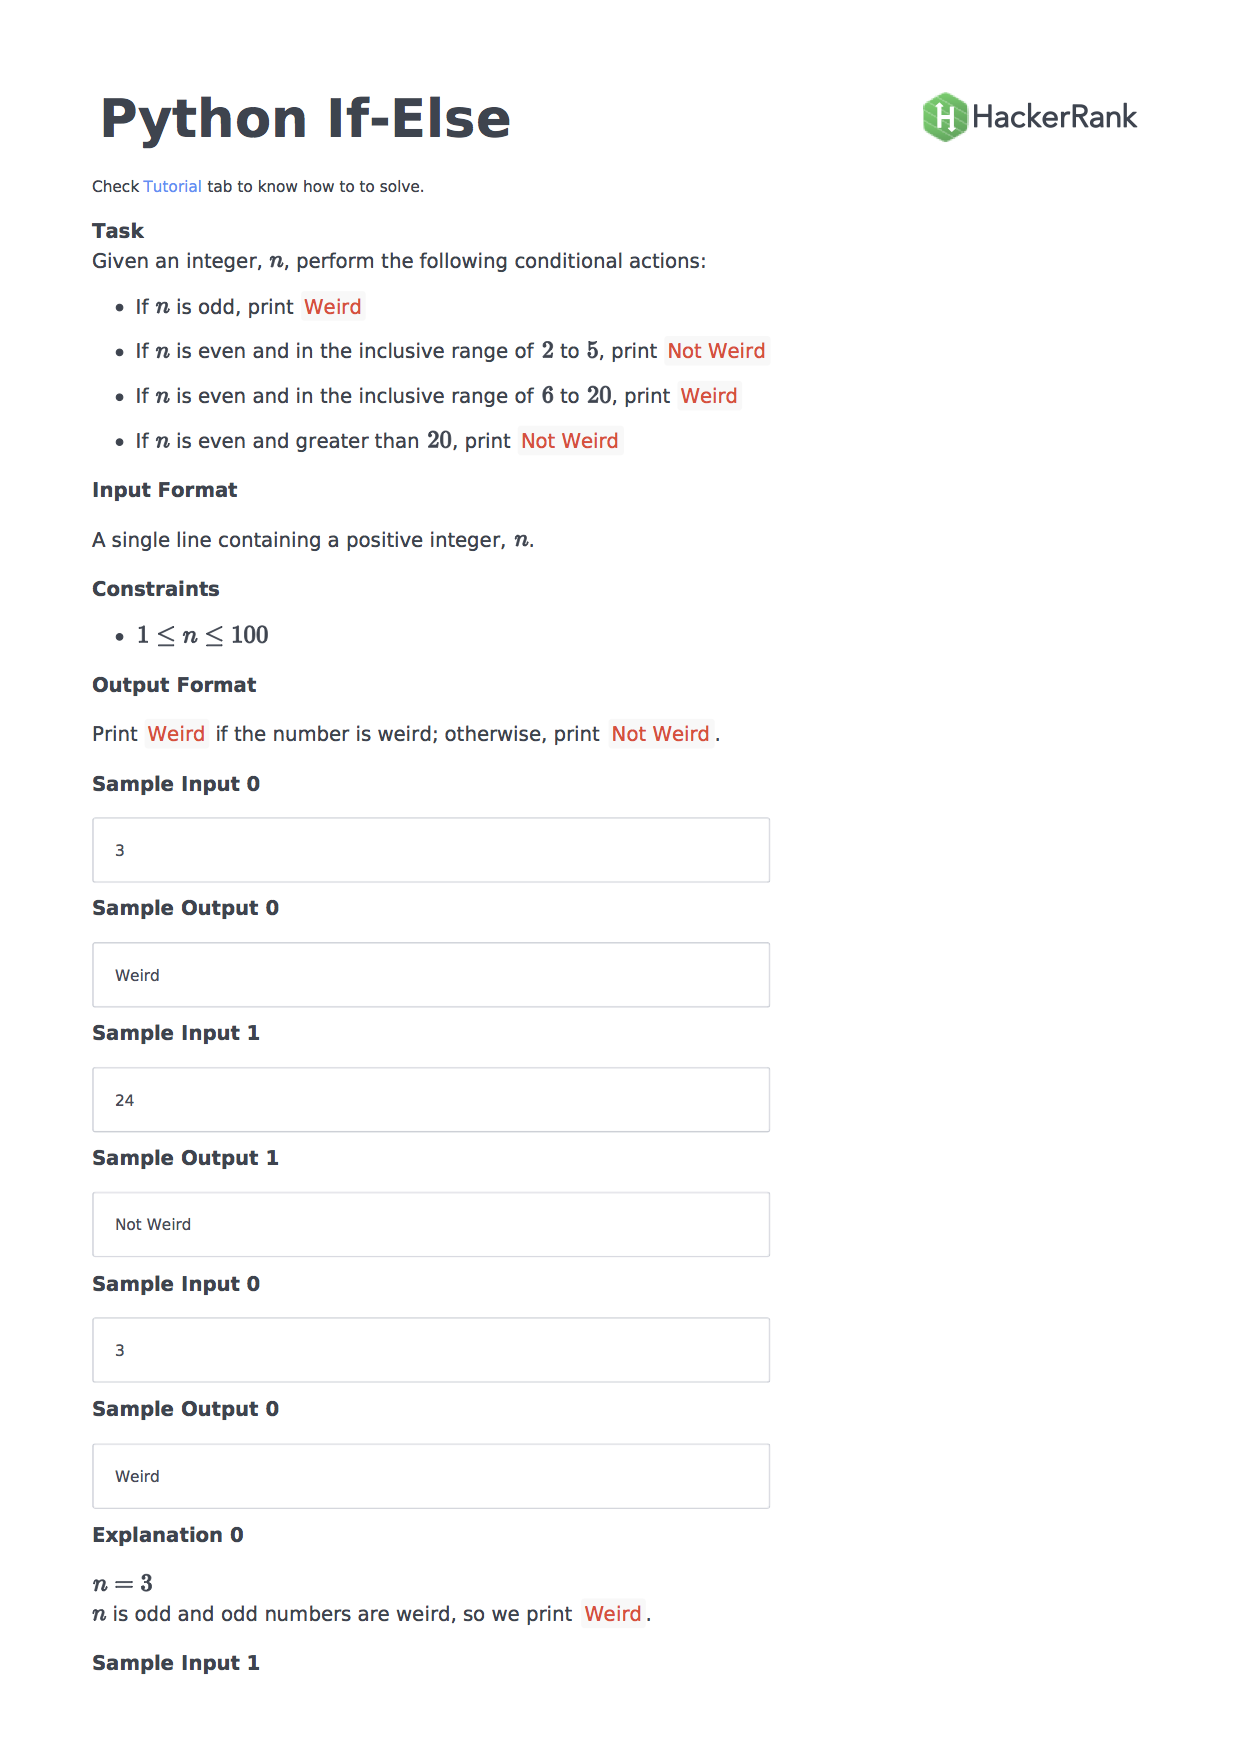 Python If-Else
HackerRank
Check Tutorial tab to know how to to solve.
Task
Given an integer, n, perform the following conditional actions:
• If n is odd, print Weird
• If n is even and in the inclusive range of 2 to 5, print Not Weird
• If n is even and in the inclusive range of 6 to 20, print Weird
• If n is even and greater than 20, print Not Weird
Input Format
A single line containing a positive integer, n.
Constraints
• 1 ≤ n ≤ 100
Output Format
Print Weird if the number is weird; otherwise, print Not Weird.
Sample Input 0
3
Sample Output 0
Weird
Sample Input 1
24
Sample Output 1
Not Weird
Sample Input 0
3
Sample Output 0
Weird
Explanation 0
n = 3
n is odd and odd numbers are weird, so we print Weird.
Sample Input 1